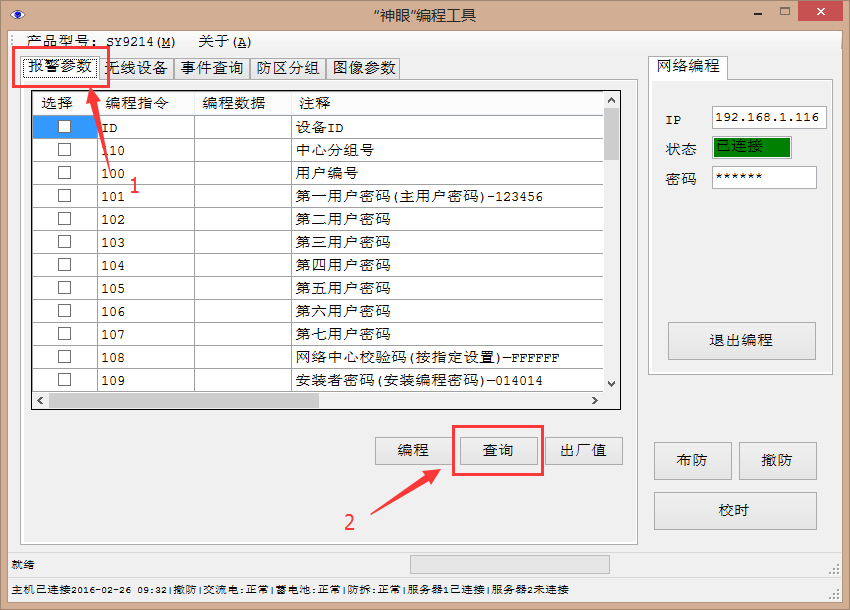 “神眼”编程工具
产品型号: SY9214(M) 关于(A)
报警参数 无线设备 事件查询 防区分组 图像参数
选择 编程指令 编程数据 注释
ID 设备ID
110 中心分组号
100 用户编号
101 第一用户密码(主用户密码)-123456
102 第二用户密码
103 第三用户密码
104 第四用户密码
105 第五用户密码
106 第六用户密码
107 第七用户密码
108 网络中心校验码(按指定设置)—FFFFFF
109 安装者密码(安装编程密码)—014014
1
编程 查询 出厂值
2
网络编程
IP 192.168.1.116
状态 已连接
密码 ******
退出编程
布防 撤防
校时
就绪
主机已连接2016-02-26 09:32|撤防|交流电:正常|蓄电池:正常|防拆:正常|服务器1已连接|服务器2未连接